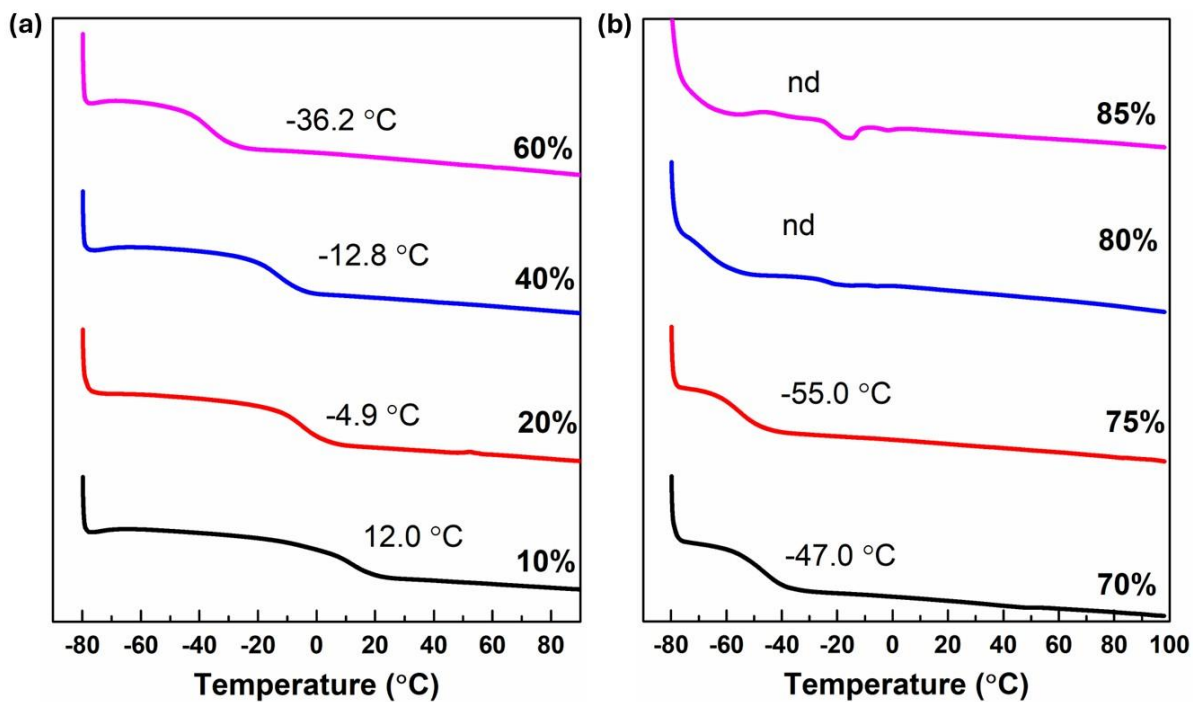 (a)
-36.2 °C
60%
-12.8 °C
40%
-4.9 °C
20%
12.0 °C
10%
-80 -60 -40 -20 0 20 40 60 80
Temperature (°C)
(b)
nd
85%
nd
80%
-55.0 °C
75%
-47.0 °C
70%
-80 -60 -40 -20 0 20 40 60 80 100
Temperature (°C)